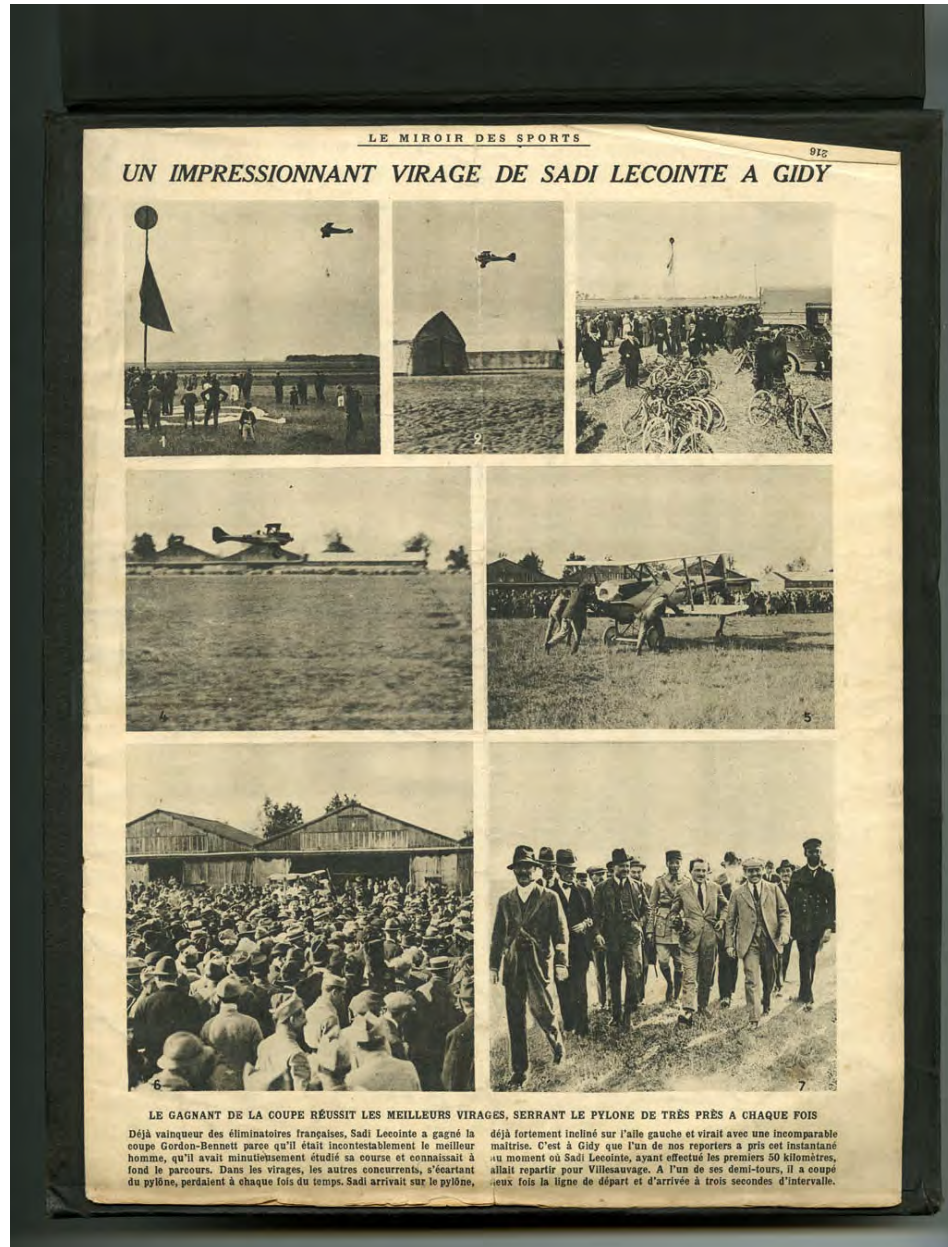 LE MIROIR DES SPORTS
216
UN IMPRESSIONNANT VIRAGE DE SADI LECOINTE A GIDY
1
2
4
5
6
7
LE GAGNANT DE LA COUPE RÉUSSIT LES MEILLEURS VIRAGES, SERRANT LE PYLONE DE TRÈS PRÈS A CHAQUE FOIS
Déjà vainqueur des éliminatoires françaises, Sadi Lecointe a gagné la
coupe Gordon-Bennett parce qu'il était incontestablement le meilleur
homme, qu'il avait minutieusement étudié sa course et connaissait à
fond le parcours. Dans les virages, les autres concurrents, s'écartant
du pylône, perdaient à chaque fois du temps. Sadi arrivait sur le pylône,
déjà fortement incliné sur l'aile gauche et virait avec une incomparable
maîtrise. C'est à Gidy que l'un de nos reporters a pris cet instantané
au moment où Sadi Lecointe, ayant effectué les premiers 50 kilomètres,
allait repartir pour Villesauvage. A l'un de ses demi-tours, il a coupé
deux fois la ligne de départ et d'arrivée à trois secondes d'intervalle.